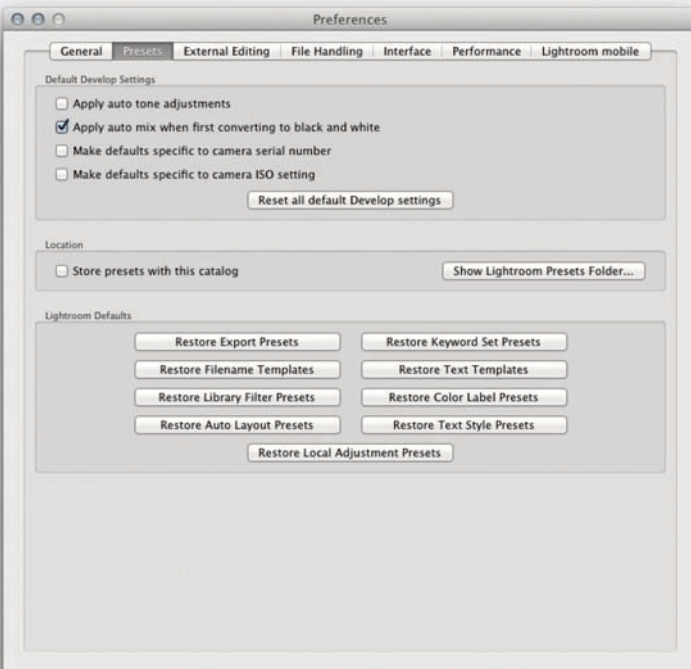 Preferences
General Presets External Editing File Handling Interface Performance Lightroom mobile
Default Develop Settings
Apply auto tone adjustments
Apply auto mix when first converting to black and white
Make defaults specific to camera serial number
Make defaults specific to camera ISO setting
Reset all default Develop settings
Location
Store presets with this catalog Show Lightroom Presets Folder...
Lightroom Defaults
Restore Export Presets Restore Keyword Set Presets
Restore Filename Templates Restore Text Templates
Restore Library Filter Presets Restore Color Label Presets
Restore Auto Layout Presets Restore Text Style Presets
Restore Local Adjustment Presets